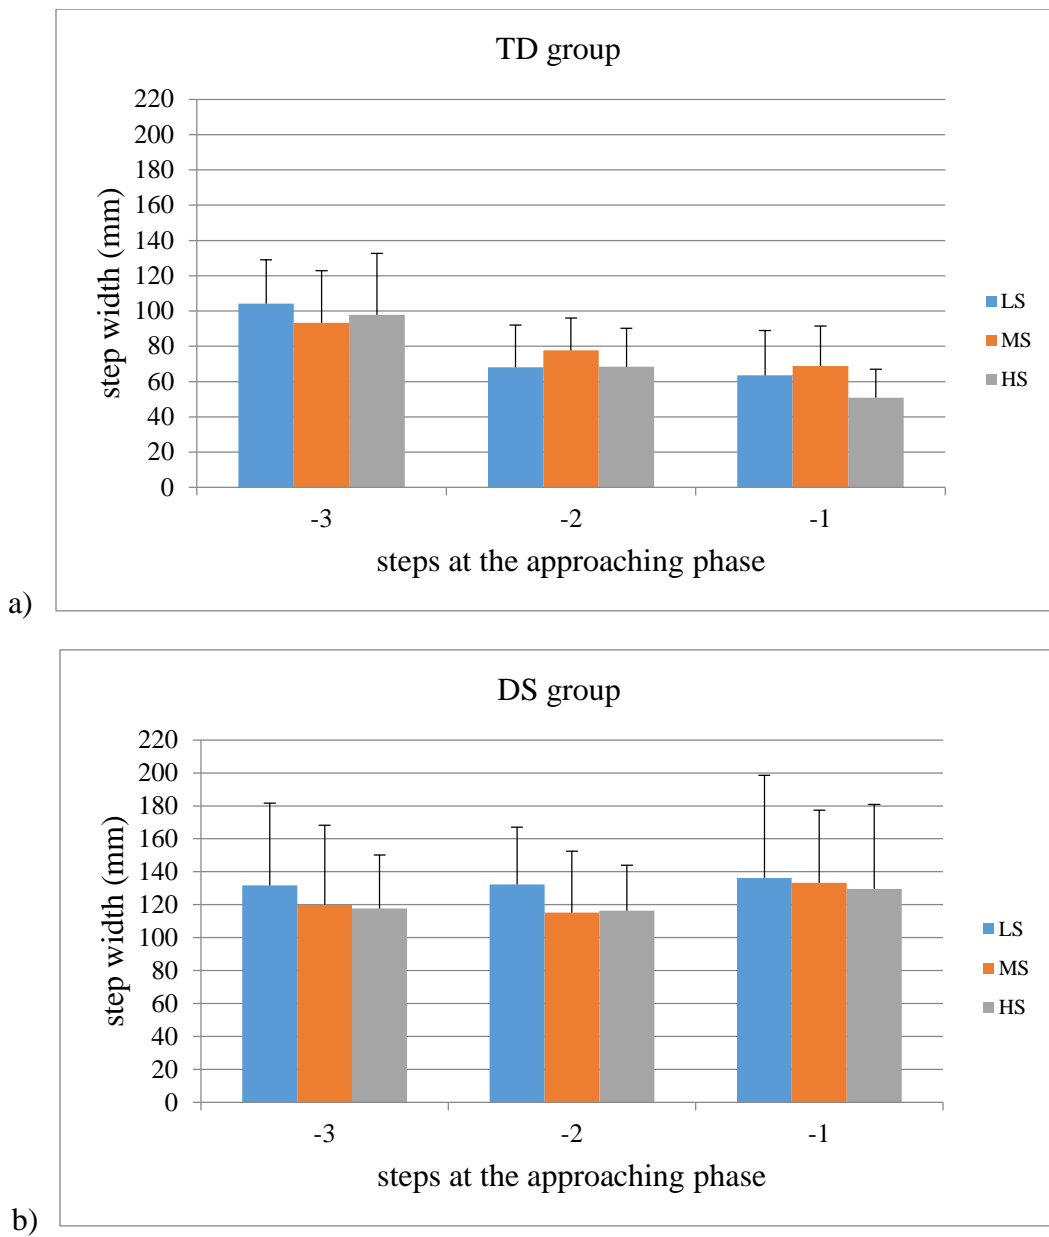 TD group
220
200
180
160
140
120
100
80
60
40
20
0
step width (mm)
-3 -2 -1
steps at the approaching phase
LS
MS
HS
a)
DS group
220
200
180
160
140
120
100
80
60
40
20
0
step width (mm)
-3 -2 -1
steps at the approaching phase
LS
MS
HS
b)